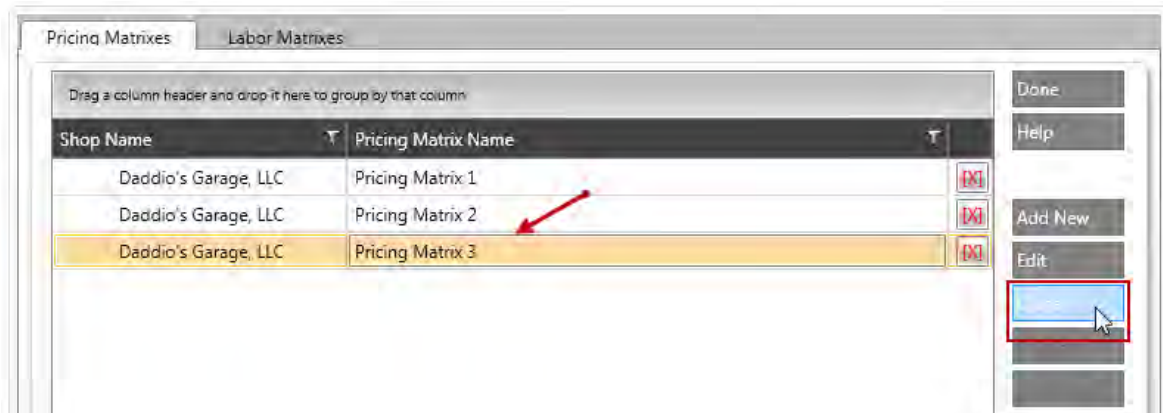 Pricing Matrixes Labor Matrixes
Drag a column header and drop it here to group by that column
Done
Shop Name Pricing Matrix Name
Help
Daddio's Garage, LLC Pricing Matrix 1 [X]
Daddio's Garage, LLC Pricing Matrix 2 [X]
Add New
Daddio's Garage, LLC Pricing Matrix 3 [X]
Edit